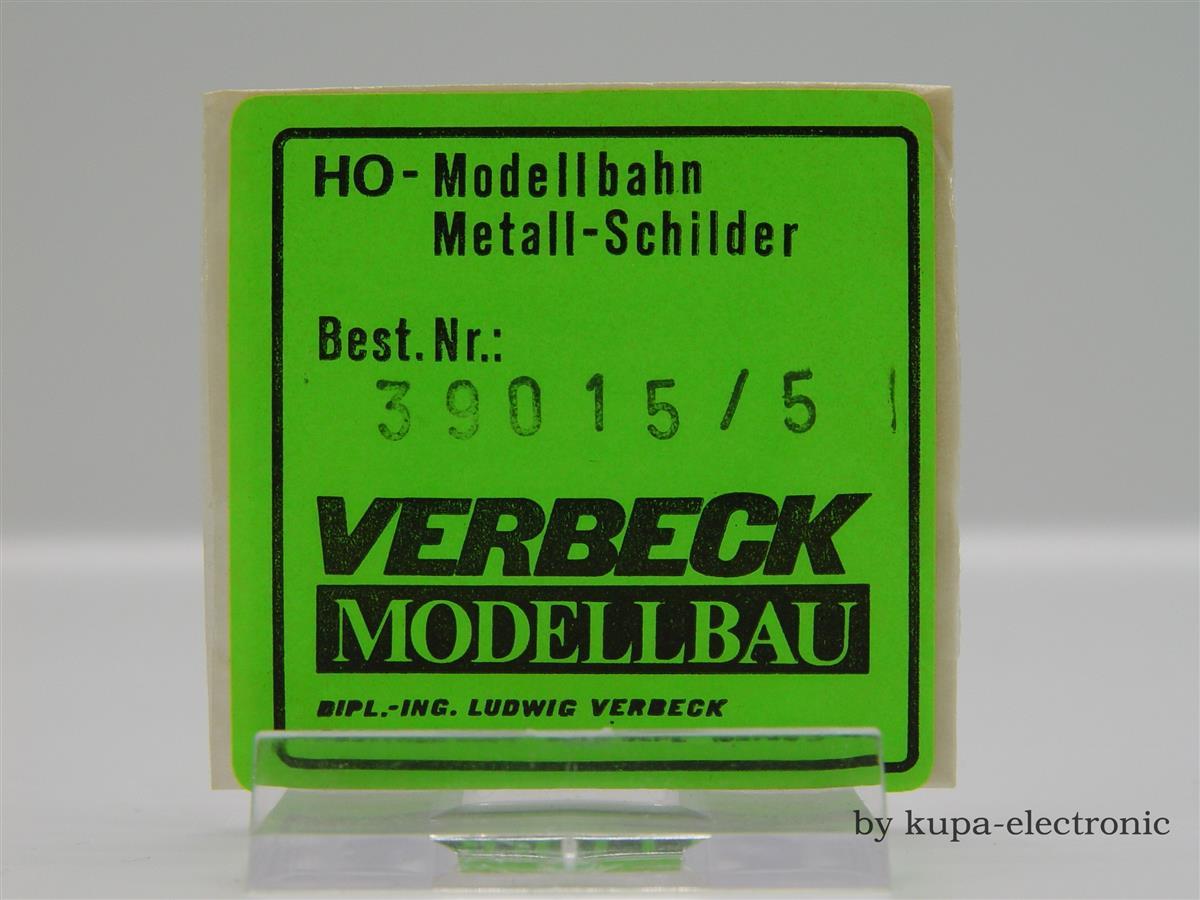 HO-Modellbahn
Metall-Schilder
Best.Nr.:
39015/5
VERBECK
MODELLBAU
DIPL.-ING. LUDWIG VERBECK
by kupa-electronic